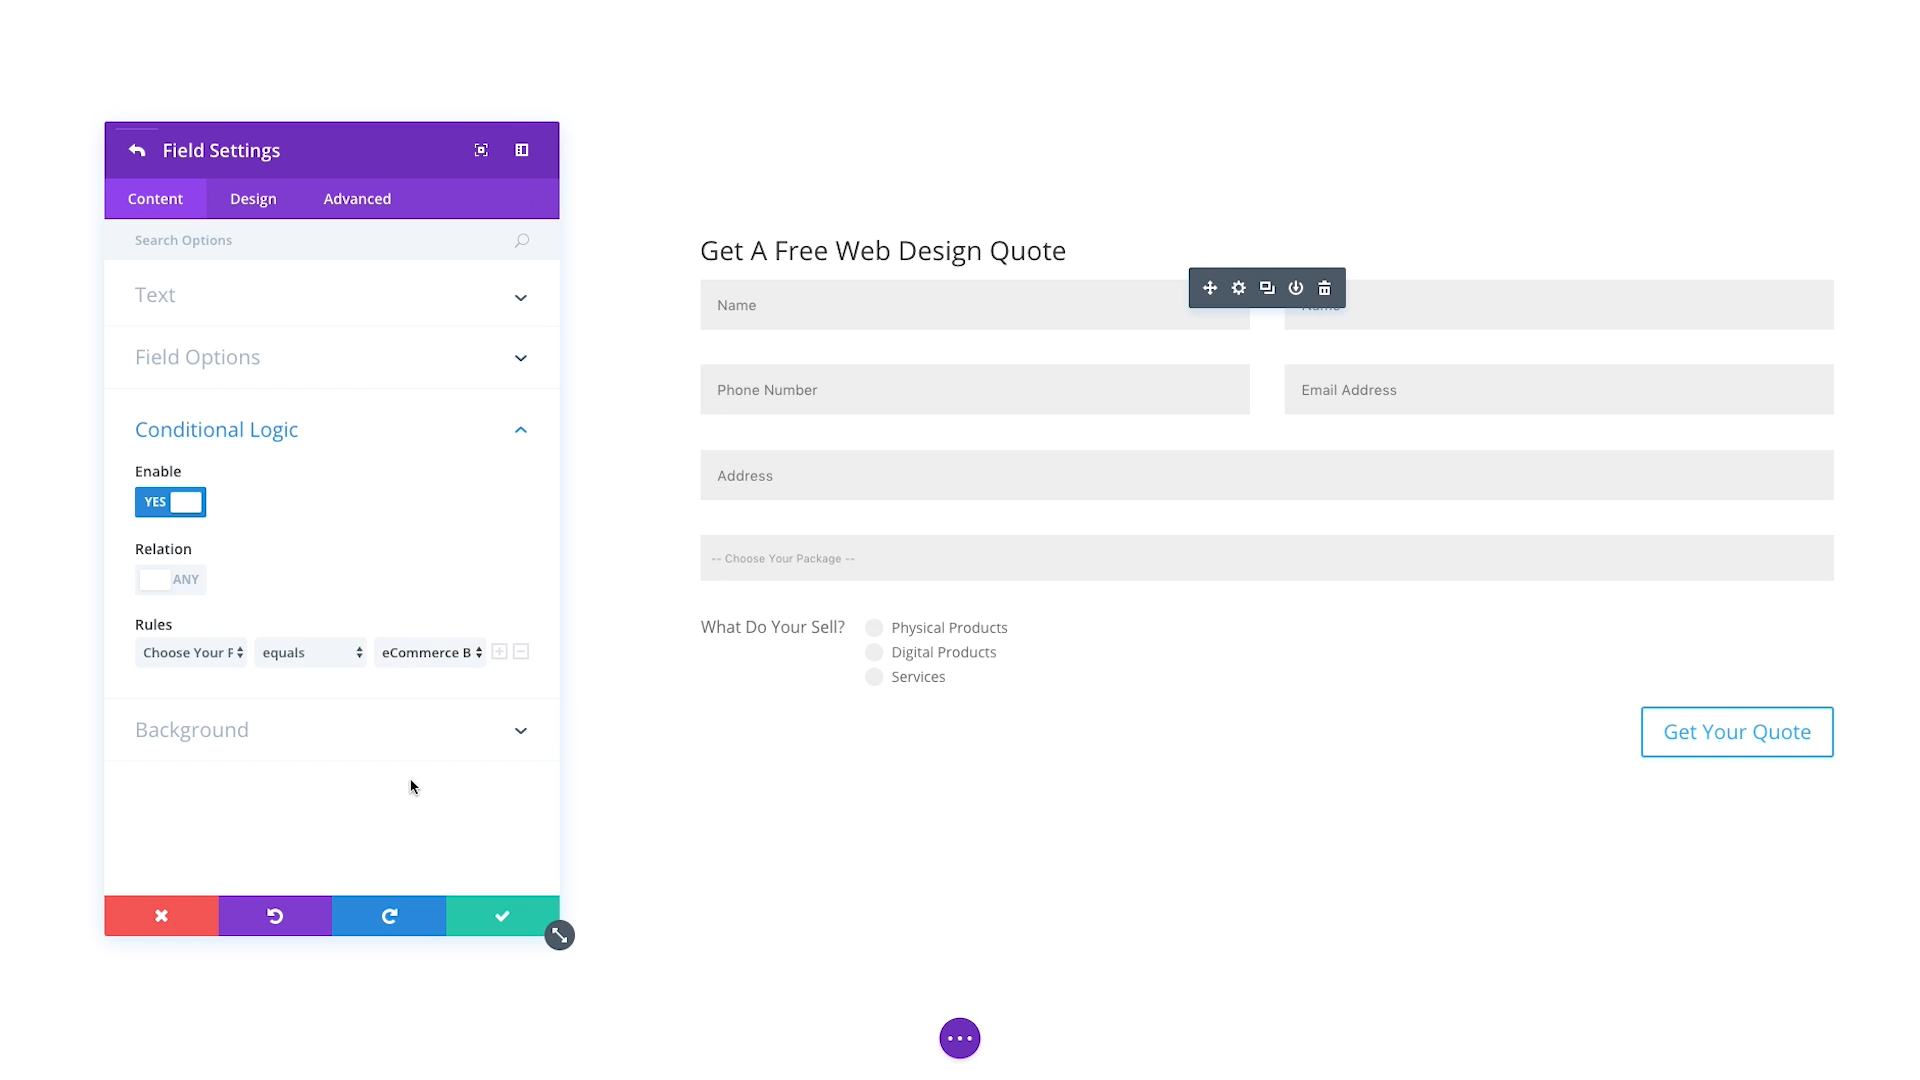 Field Settings
Content
Design
Advanced
Search Options
Text
Field Options
Conditional Logic
Enable
YES
Relation
ANY
Rules
Choose Your
equals
eCommerce B
Background
Get A Free Web Design Quote
Name
Phone Number
Email Address
Address
-- Choose Your Package --
What Do Your Sell?
Physical Products
Digital Products
Services
Get Your Quote